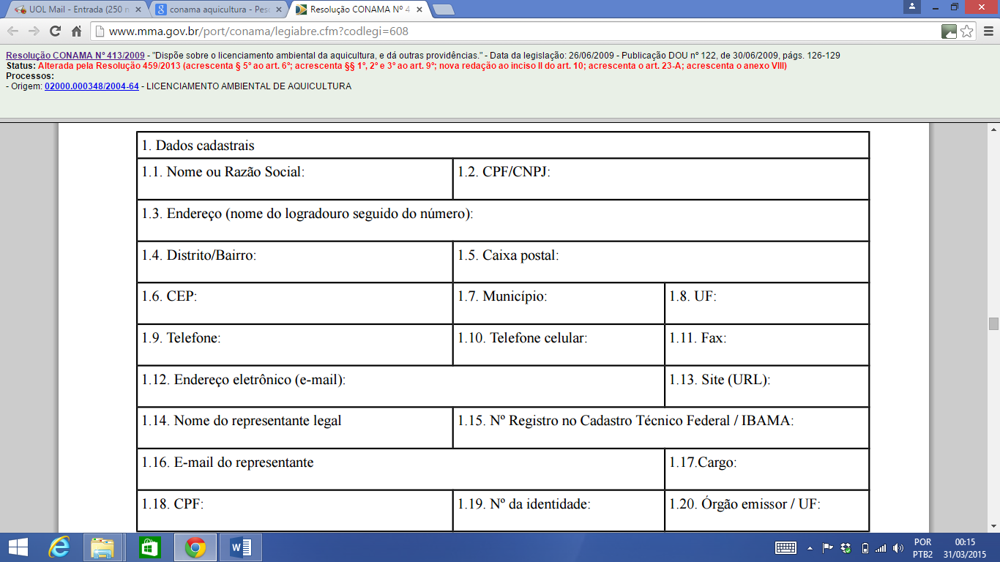 UOL Mail - Entrada (250 n
conama aquicultura - Pesq
Resolução CONAMA Nº 4
www.mma.gov.br/port/conama/legiabre.cfm?codlegi=608
Resolução CONAMA Nº 413/2009 - "Dispõe sobre o licenciamento ambiental da aquicultura, e dá outras providências." - Data da legislação: 26/06/2009 - Publicação DOU nº 122, de 30/06/2009, págs. 126-129
Status: Alterada pela Resolução 459/2013 (acrescenta § 5º ao art. 6º; acrescenta §§ 1º, 2º e 3º ao art. 9º; nova redação ao inciso II do art. 10; acrescenta o art. 23-A; acrescenta o anexo VIII)
Processos:
- Origem: 02000.000348/2004-64 - LICENCIAMENTO AMBIENTAL DE AQUICULTURA
1. Dados cadastrais
1.1. Nome ou Razão Social:
1.2. CPF/CNPJ:
1.3. Endereço (nome do logradouro seguido do número):
1.4. Distrito/Bairro:
1.5. Caixa postal:
1.6. CEP:
1.7. Município:
1.8. UF:
1.9. Telefone:
1.10. Telefone celular:
1.11. Fax:
1.12. Endereço eletrônico (e-mail):
1.13. Site (URL):
1.14. Nome do representante legal
1.15. Nº Registro no Cadastro Técnico Federal / IBAMA:
1.16. E-mail do representante
1.17.Cargo:
1.18. CPF:
1.19. Nº da identidade:
1.20. Órgão emissor / UF:
POR
PTB2
00:15
31/03/2015